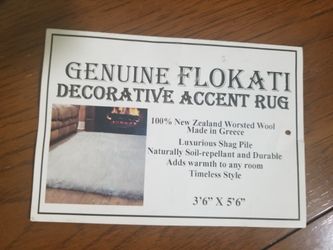 GENUINE FLOKATI
DECORATIVE ACCENT RUG
100% New Zealand Worsted Wool
Made in Greece
Luxurious Shag Pile
Naturally Soil-repellant and Durable
Adds warmth to any room
Timeless Style
3'6" X 5'6"